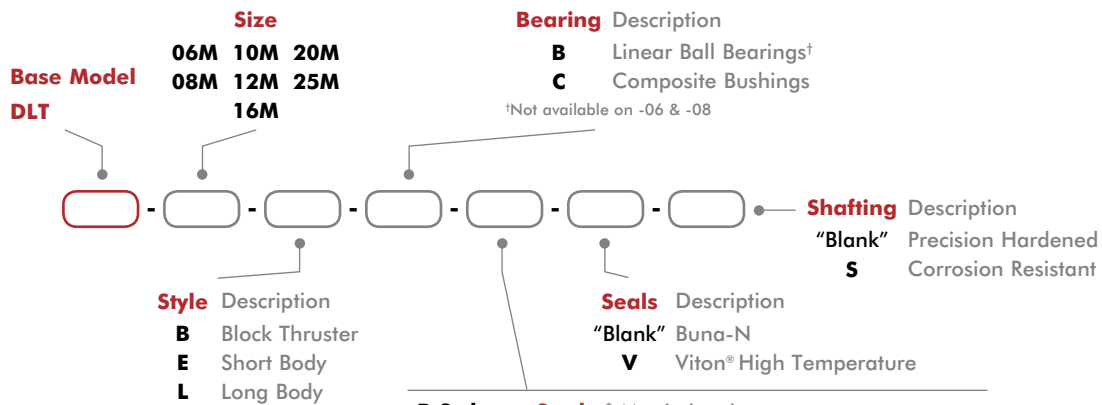 Size
06M 10M 20M
08M 12M 25M
16M
Base Model
DLT
Bearing Description
B Linear Ball Bearings†
C Composite Bushings
†Not available on -06 & -08
- - - - - -
Shafting Description
"Blank" Precision Hardened
S Corrosion Resistant
Style Description
B Block Thruster
E Short Body
L Long Body
Seals Description
"Blank" Buna-N
V Viton® High Temperature